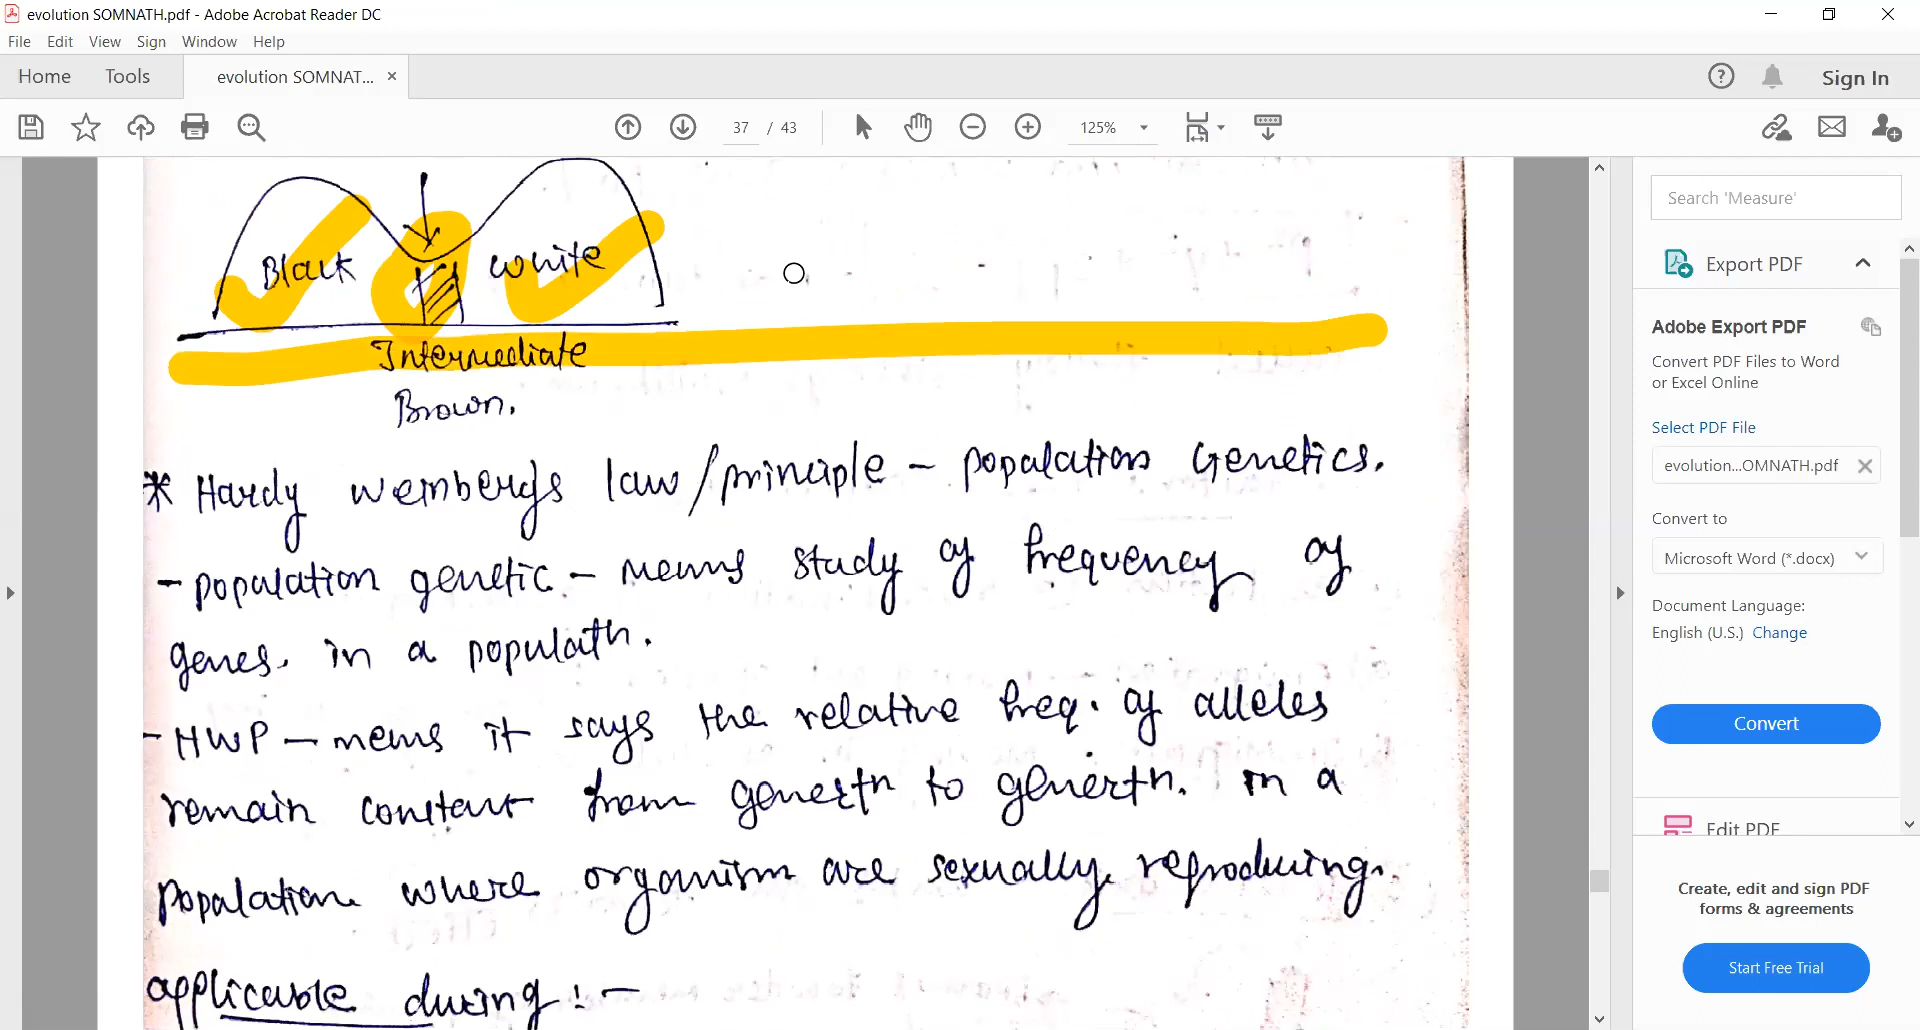 evolution SOMNATH.pdf - Adobe Acrobat Reader DC
File Edit View Sign Window Help
Home Tools evolution SOMNAT... ×
Sign In
37 / 43 125%
Black White
Intermediate
Brown.
* Hardy weinbergs law/principle – population Genetics.
- population genetic - means study of frequency of
genes. in a populath.
- HWP - mems it says the relative freq. of alleles
remain constant from generth to generth. in a
population where organism are sexually reproducing.
applicable during :-
Search 'Measure'
Export PDF
Adobe Export PDF
Convert PDF Files to Word
or Excel Online
Select PDF File
evolution...OMNATH.pdf
Convert to
Microsoft Word (*.docx)
Document Language:
English (U.S.) Change
Convert
Edit PDF
Create, edit and sign PDF
forms & agreements
Start Free Trial